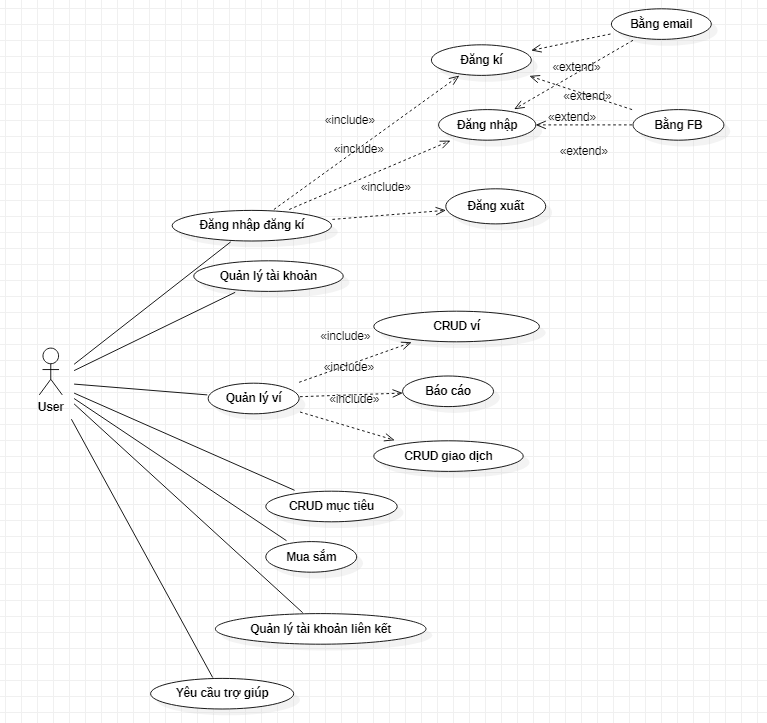 Bằng email
Đăng kí
«extend»
«extend»
«include»
«extend»
Đăng nhập
Bằng FB
«include»
«extend»
«include»
Đăng xuất
Đăng nhập đăng kí
Quản lý tài khoản
CRUD ví
«include»
«include»
Báo cáo
User
Quản lý ví
«include»
CRUD giao dịch
CRUD mục tiêu
Mua sắm
Quản lý tài khoản liên kết
Yêu cầu trợ giúp